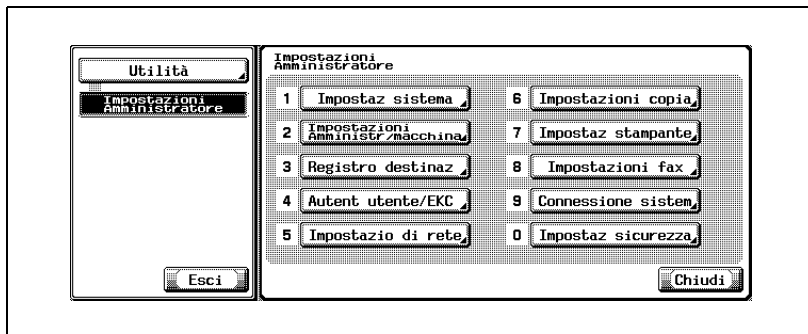 Utilità
Impostazioni
Amministratore
Esci
Impostazioni
Amministratore
1 Impostaz sistema
2 Impostazioni
Amministr/macchina
3 Registro destinaz
4 Autent utente/EKC
5 Impostazio di rete
6 Impostazioni copia
7 Impostaz stampante
8 Impostazioni fax
9 Connessione sistem
0 Impostaz sicurezza
Chiudi